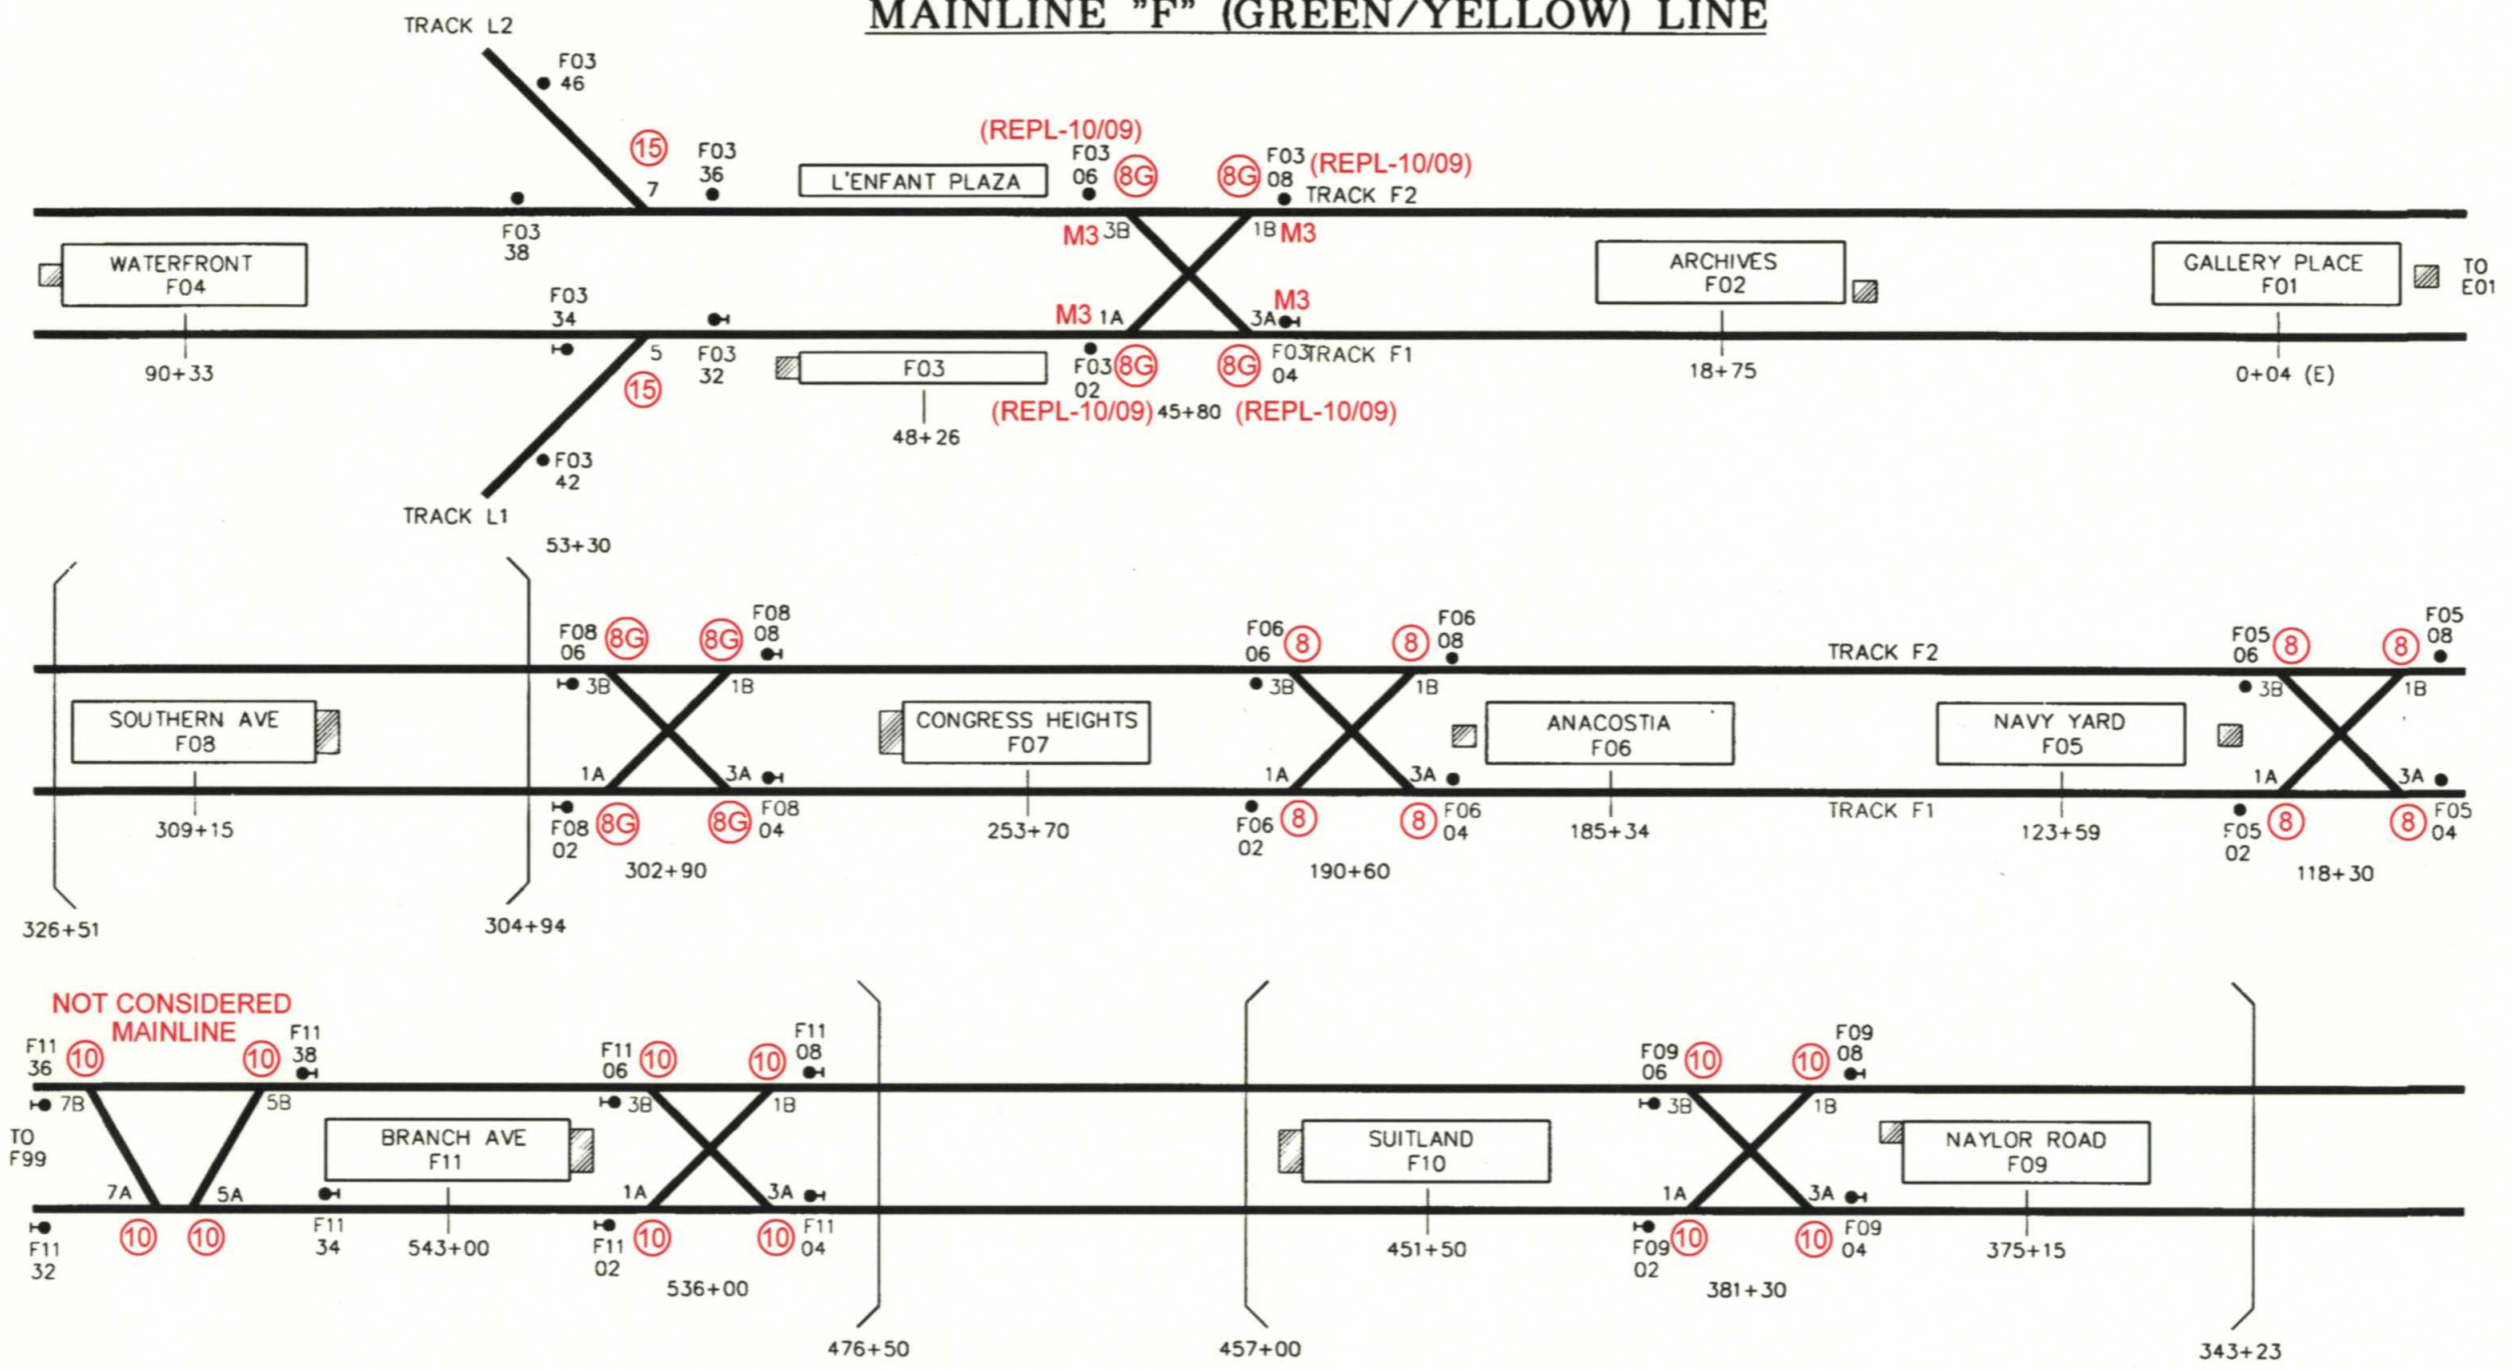 MAINLINE "F" (GREEN/YELLOW) LINE
TRACK L2
F03
46
15
7
F03
36
L'ENFANT PLAZA
(REPL-10/09)
F03
06
8G
8G
F03
08
(REPL-10/09)
TRACK F2
F03
38
M3 3B
1B M3
WATERFRONT
F04
90+33
F03
34
5
15
F03
32
F03
48+26
M3 1A
M3
3A
F03
02
8G
8G
F03
04
TRACK F1
(REPL-10/09) 45+80 (REPL-10/09)
ARCHIVES
F02
18+75
GALLERY PLACE
F01
0+04 (E)
TO
E01
F03
42
TRACK L1
53+30
F08
06
8G
8G
F08
08
F06
06
8
8
F06
08
TRACK F2
F05
06
8
8
F05
08
3B
1B
3B
1B
3B
1B
SOUTHERN AVE
F08
309+15
CONGRESS HEIGHTS
F07
253+70
ANACOSTIA
F06
185+34
NAVY YARD
F05
123+59
1A
3A
1A
3A
1A
3A
F08
02
8G
8G
F08
04
302+90
F06
02
8
8
F06
04
190+60
TRACK F1
F05
02
8
8
F05
04
118+30
326+51
304+94
NOT CONSIDERED
MAINLINE
F11
36
10
10
F11
38
F11
06
10
10
F11
08
F09
06
10
10
F09
08
7B
5B
3B
1B
3B
1B
TO
F99
BRANCH AVE
F11
543+00
SUITLAND
F10
451+50
NAYLOR ROAD
F09
375+15
7A
5A
1A
3A
1A
3A
F11
32
10
10
F11
34
F11
02
10
10
F11
04
536+00
F09
02
10
10
F09
04
381+30
476+50
457+00
343+23